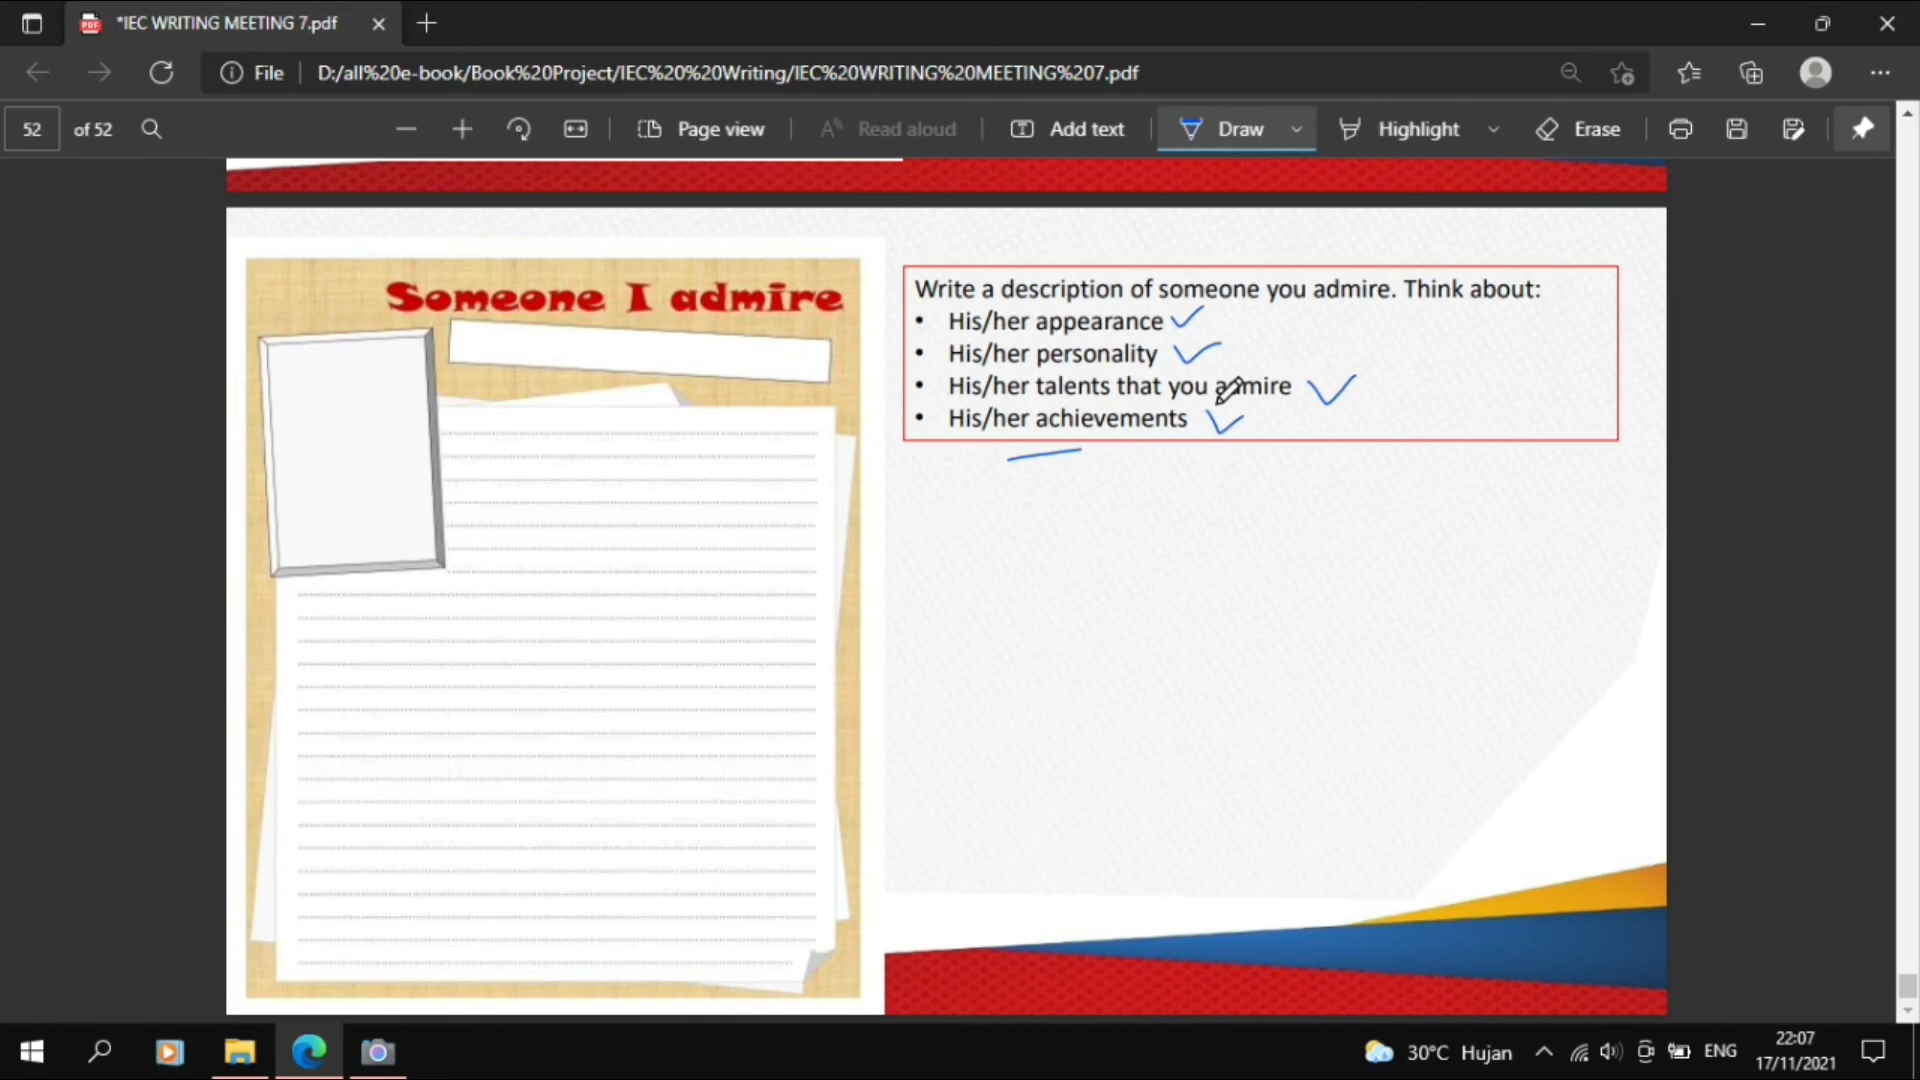 *IEC WRITING MEETING 7.pdf
File
D:/all%20e-book/Book%20Project/IEC%20%20Writing/IEC%20WRITING%20MEETING%207.pdf
52 of 52
Page view
Read aloud
Add text
Draw
Highlight
Erase
Someone I admire
Write a description of someone you admire. Think about:
• His/her appearance
• His/her personality
• His/her talents that you admire
• His/her achievements
30°C Hujan
ENG
22:07
17/11/2021